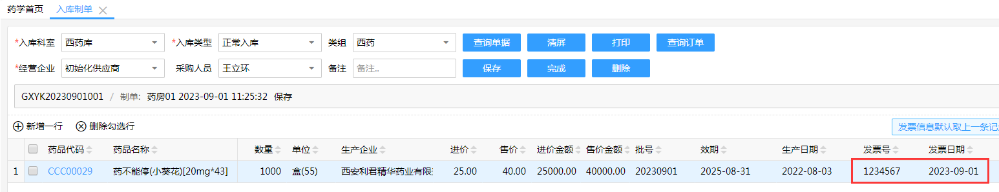 药学首页 入库制单
*入库科室 西药库 *入库类型 正常入库 类组 西药 查询单据 清屏 打印 查询订单
*经营企业 初始化供应商 采购人员 王立环 备注 备注.. 保存 完成 删除
GXYK20230901001 / 制单: 药房01 2023-09-01 11:25:32 保存
新增一行 删除勾选行 发票信息默认取上一条记
药品代码 药品名称 数量 单位 生产企业 进价 售价 进价金额 售价金额 批号 效期 生产日期 发票号 发票日期
1 CCC00029 药不能停(小葵花)[20mg*43] 1000 盒(55) 西安利君精华药业有限 25.00 40.00 25000.00 40000.00 20230901 2025-08-31 2022-08-03 1234567 2023-09-01